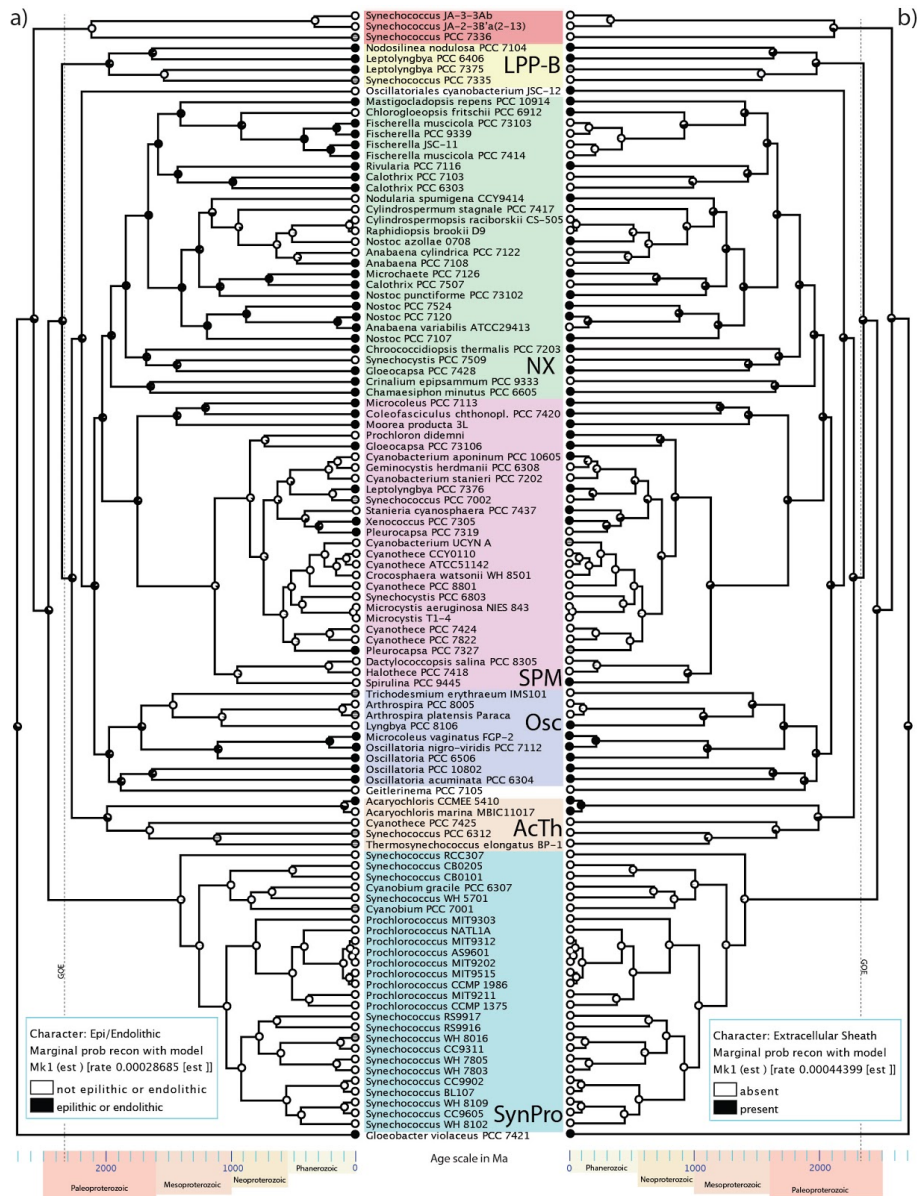 a)
b)
Synechococcus JA-3-3Ab
Synechococcus JA-2-3B'a(2-13)
Synechococcus PCC 7336
Nodosilinea nodulosa PCC 7104
Leptolyngbya PCC 6406
Leptolyngbya PCC 7375
Synechococcus PCC 7335
LPP-B
Oscillatoriales cyanobacterium JSC-12
Mastigocladopsis repens PCC 10914
Chlorogloeopsis fritschii PCC 6912
Fischerella muscicola PCC 73103
Fischerella PCC 9339
Fischerella JSC-11
Fischerella muscicola PCC 7414
Rivularia PCC 7116
Calothrix PCC 7103
Calothrix PCC 6303
Nodularia spumigena CCY9414
Cylindrospermum stagnale PCC 7417
Cylindrospermopsis raciborskii CS-505
Raphidiopsis brookii D9
Nostoc azollae 0708
Anabaena cylindrica PCC 7122
Anabaena PCC 7108
Microchaete PCC 7126
Calothrix PCC 7507
Nostoc punctiforme PCC 73102
Nostoc PCC 7524
Nostoc PCC 7120
Anabaena variabilis ATCC29413
Nostoc PCC 7107
Chroococcidiopsis thermalis PCC 7203
Synechocystis PCC 7509
Gloeocapsa PCC 7428
NX
Crinalium epipsammum PCC 9333
Chamaesiphon minutus PCC 6605
Microcoleus PCC 7113
Coleofasciculus chthonopl. PCC 7420
Moorea producta 3L
Prochloron didemni
Gloeocapsa PCC 73106
Cyanobacterium aponinum PCC 10605
Geminocystis herdmanii PCC 6308
Cyanobacterium stanieri PCC 7202
Leptolyngbya PCC 7376
Synechococcus PCC 7002
Stanieria cyanosphaera PCC 7437
Xenococcus PCC 7305
Pleurocapsa PCC 7319
Cyanobacterium UCYN A
Cyanothece CCY0110
Cyanothece ATCC51142
Crocosphaera watsonii WH 8501
Cyanothece PCC 8801
Synechocystis PCC 6803
Microcystis aeruginosa NIES 843
Microcystis T1-4
Cyanothece PCC 7424
Cyanothece PCC 7822
Pleurocapsa PCC 7327
Dactylococcopsis salina PCC 8305
Halothece PCC 7418
Spirulina PCC 9445
SPM
Trichodesmium erythraeum IMS101
Arthrospira PCC 8005
Arthrospira platensis Paraca
Lyngbya PCC 8106
Osc
Microcoleus vaginatus FGP-2
Oscillatoria nigro-viridis PCC 7112
Oscillatoria PCC 6506
Oscillatoria PCC 10802
Oscillatoria acuminata PCC 6304
Geitlerinema PCC 7105
Acaryochloris CCMEE 5410
Acaryochloris marina MBIC11017
Cyanothece PCC 7425
Synechococcus PCC 6312
Thermosynechococcus elongatus BP-1
AcTh
Synechococcus RCC307
Synechococcus CB0205
Synechococcus CB0101
Cyanobium gracile PCC 6307
Synechococcus WH 5701
Cyanobium PCC 7001
Prochlorococcus MIT9303
Prochlorococcus NATL1A
Prochlorococcus MIT9312
Prochlorococcus AS9601
Prochlorococcus MIT9202
Prochlorococcus MIT9515
Prochlorococcus CCMP 1986
Prochlorococcus MIT9211
Prochlorococcus CCMP 1375
Synechococcus RS9917
Synechococcus RS9916
Synechococcus WH 8016
Synechococcus CC9311
Synechococcus WH 7805
Synechococcus WH 7803
Synechococcus CC9902
Synechococcus BL107
Synechococcus WH 8109
Synechococcus CC9605
Synechococcus WH 8102
SynPro
Gloeobacter violaceus PCC 7421
GOE
GOE
Character: Epi/Endolithic
Marginal prob recon with model
Mk1 (est ) [rate 0.00028685 [est ]]
not epilithic or endolithic
epilithic or endolithic
Character: Extracellular Sheath
Marginal prob recon with model
Mk1 (est ) [rate 0.00044399 [est ]]
absent
present
Age scale in Ma
2000
1000
0
Paleoproterozoic
Mesoproterozoic
Neoproterozoic
Phanerozoic
0
1000
2000
Phanerozoic
Neoproterozoic
Mesoproterozoic
Paleoproterozoic